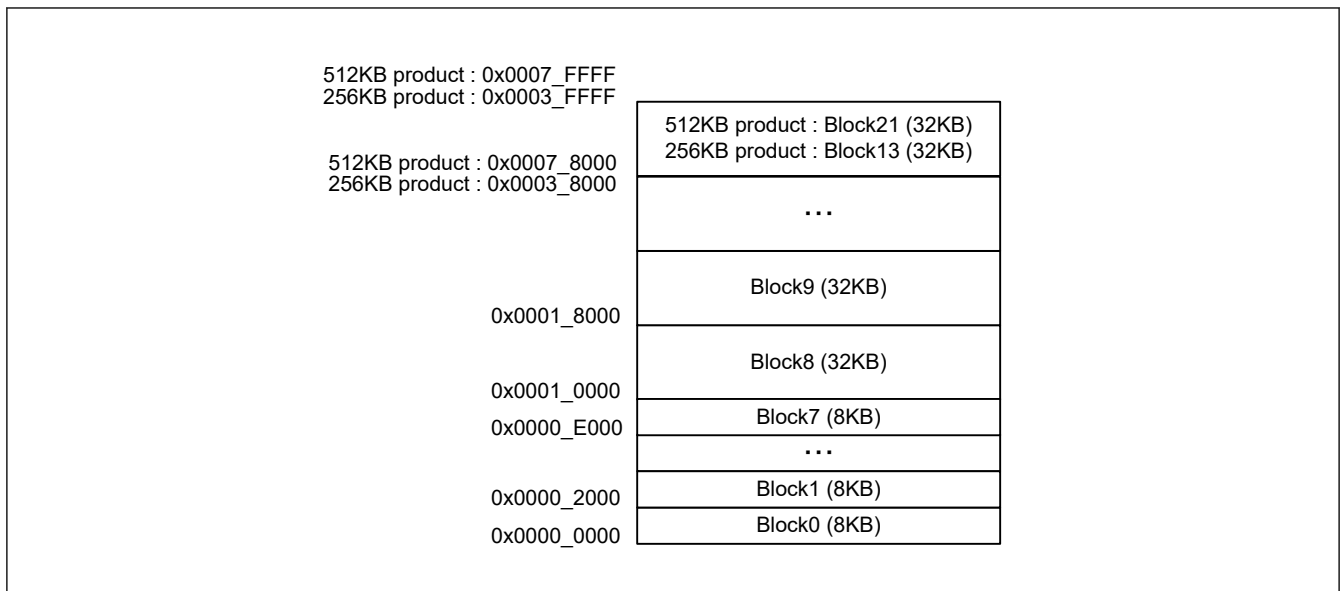 512KB product : 0x0007_FFFF
256KB product : 0x0003_FFFF
512KB product : Block21 (32KB)
256KB product : Block13 (32KB)
512KB product : 0x0007_8000
256KB product : 0x0003_8000
...
Block9 (32KB)
0x0001_8000
Block8 (32KB)
0x0001_0000
Block7 (8KB)
0x0000_E000
...
Block1 (8KB)
0x0000_2000
Block0 (8KB)
0x0000_0000